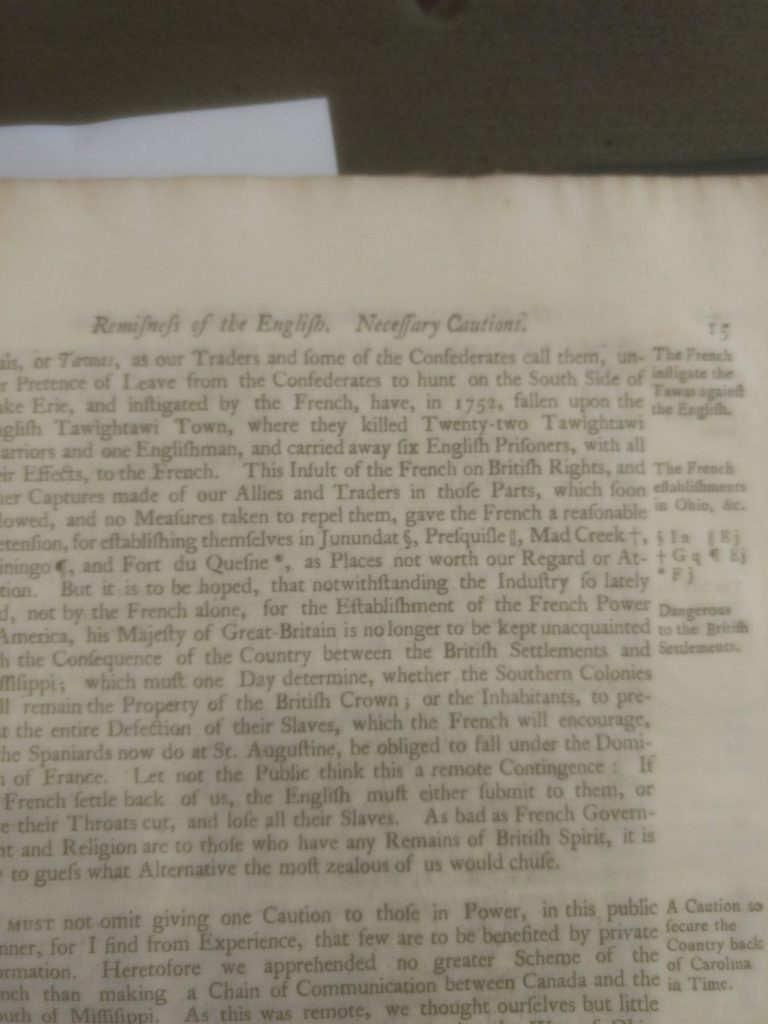 Remiſneſs of the Engliſh. Necessary Cautions. 15
ais, or Tawas, as our Traders and ſome of the Confederates call them, un-
r Pretence of Leave from the Confederates to hunt on the South Side of
ake Erie, and inſtigated by the French, have, in 1752, fallen upon the
ngliſh Tawightawi Town, where they killed Twenty-two Tawightawi
arriors and one Engliſhman, and carried away ſix Engliſh Priſoners, with all
eir Effects, to the French. This Inſult of the French on Britiſh Rights, and
her Captures made of our Allies and Traders in thoſe Parts, which ſoon
lowed, and no Meaſures taken to repel them, gave the French a reaſonable
etenſion, for eſtabliſhing themſelves in Junundat §, Preſquiſle ‖, Mad Creek †,
iningo ¶, and Fort du Queſne *, as Places not worth our Regard or At-
tion. But it is to be hoped, that notwithſtanding the Induſtry ſo lately
d, not by the French alone, for the Eſtabliſhment of the French Power
America, his Majeſty of Great-Britain is no longer to be kept unacquainted
h the Conſequence of the Country between the Britiſh Settlements and
ſſiſippi; which muſt one Day determine, whether the Southern Colonies
ll remain the Property of the Britiſh Crown; or the Inhabitants, to pre-
t the entire Defection of their Slaves, which the French will encourage,
the Spaniards now do at St. Auguſtine, be obliged to fall under the Domi-
n of France. Let not the Public think this a remote Contingence: If
French ſettle back of us, the Engliſh muſt either ſubmit to them, or
e their Throats cut, and loſe all their Slaves. As bad as French Govern-
nt and Religion are to thoſe who have any Remains of Britiſh Spirit, it is
y to gueſs what Alternative the moſt zealous of us would chuſe.
MUST not omit giving one Caution to thoſe in Power, in this public
nner, for I find from Experience, that few are to be benefited by private
ormation. Heretofore we apprehended no greater Scheme of the
nch than making a Chain of Communication between Canada and the
outh of Miſſiſippi. As this was remote, we thought ourſelves but little
The French
inſtigate the
Tawas againſt
the Engliſh.
The French
eſtabliſhments
in Ohio, &c.
§ I n ‖ E j
† G q ¶ E j
* F j
Dangerous
to the Britiſh
Settlements.
A Caution to
ſecure the
Country back
of Carolina
in Time.